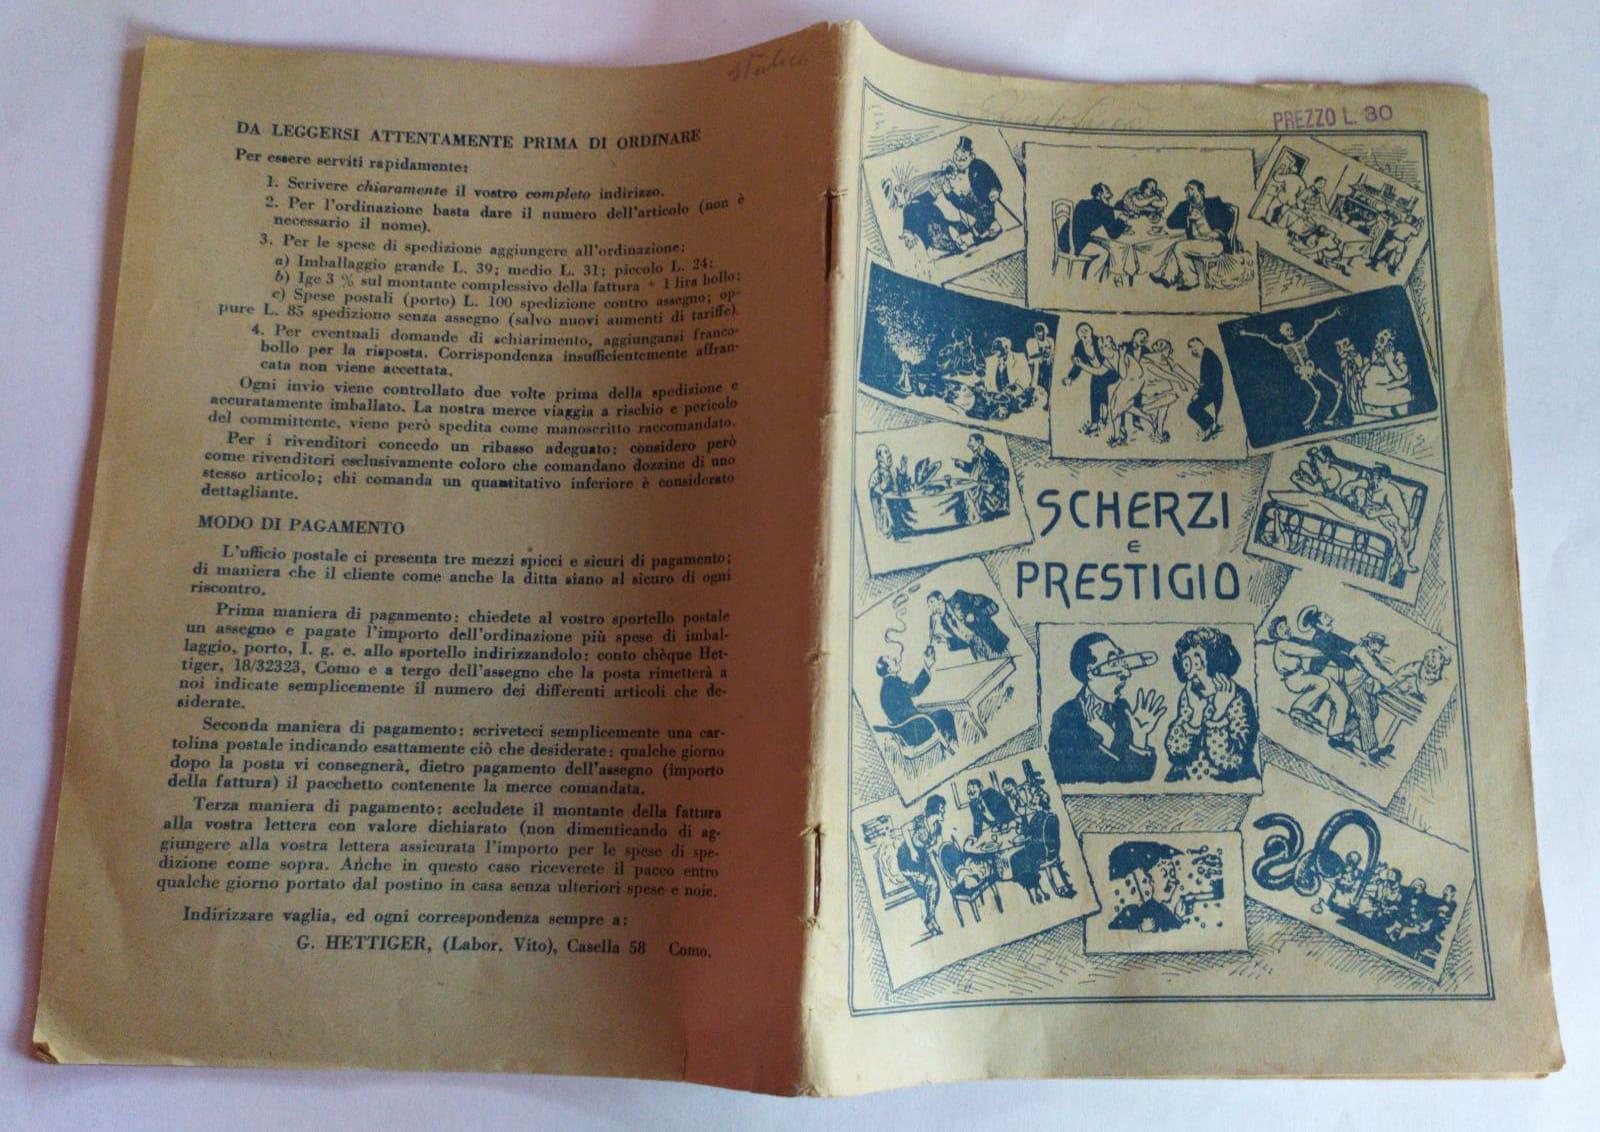 DA LEGGERSI ATTENTAMENTE PRIMA DI ORDINARE
Per essere serviti rapidamente:
1. Scrivere chiaramente il vostro completo indirizzo.
2. Per l'ordinazione basta dare il numero dell'articolo (non è
necessario il nome).
3. Per le spese di spedizione aggiungere all'ordinazione:
a) Imballaggio grande L. 39; medio L. 31; piccolo L. 24;
b) Ige 3 % sul montante complessivo della fattura + 1 lira bollo;
c) Spese postali (porto) L. 100 spedizione contro assegno; op-
pure L. 85 spedizione senza assegno (salvo nuovi aumenti di tariffe).
4. Per eventuali domande di schiarimento, aggiungansi franco-
bollo per la risposta. Corrispondenza insufficientemente affran-
cata non viene accettata.
Ogni invio viene controllato due volte prima della spedizione e
accuratamente imballato. La nostra merce viaggia a rischio e pericolo
del committente, viene però spedita come manoscritto raccomandato.
Per i rivenditori concedo un ribasso adeguato; considero però
come rivenditori esclusivamente coloro che comandano dozzine di uno
stesso articolo; chi comanda un quantitativo inferiore è considerato
dettagliante.
MODO DI PAGAMENTO
L'ufficio postale ci presenta tre mezzi spicci e sicuri di pagamento;
di maniera che il cliente come anche la ditta siano al sicuro di ogni
riscontro.
Prima maniera di pagamento: chiedete al vostro sportello postale
un assegno e pagate l'importo dell'ordinazione più spese di imbal-
laggio, porto, I. g. e. allo sportello indirizzandolo: conto chèque Het-
tiger, 18/32323, Como e a tergo dell'assegno che la posta rimetterà a
noi indicate semplicemente il numero dei differenti articoli che de-
siderate.
Seconda maniera di pagamento: scriveteci semplicemente una car-
tolina postale indicando esattamente ciò che desiderate: qualche giorno
dopo la posta vi consegnerà, dietro pagamento dell'assegno (importo
della fattura) il pacchetto contenente la merce comandata.
Terza maniera di pagamento: accludete il montante della fattura
alla vostra lettera con valore dichiarato (non dimenticando di ag-
giungere alla vostra lettera assicurata l'importo per le spese di spe-
dizione come sopra. Anche in questo caso riceverete il pacco entro
qualche giorno portato dal postino in casa senza ulteriori spese e noie.
Indirizzare vaglia, ed ogni corrispondenza sempre a:
G. HETTIGER, (Labor. Vito), Casella 58 Como.
PREZZO L. 30
SCHERZI
E
PRESTIGIO